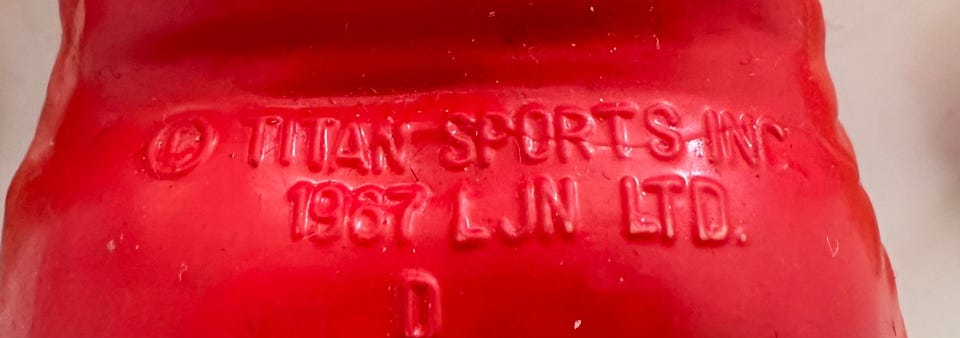 © TITAN SPORTS INC
1987 LJN LTD.
D